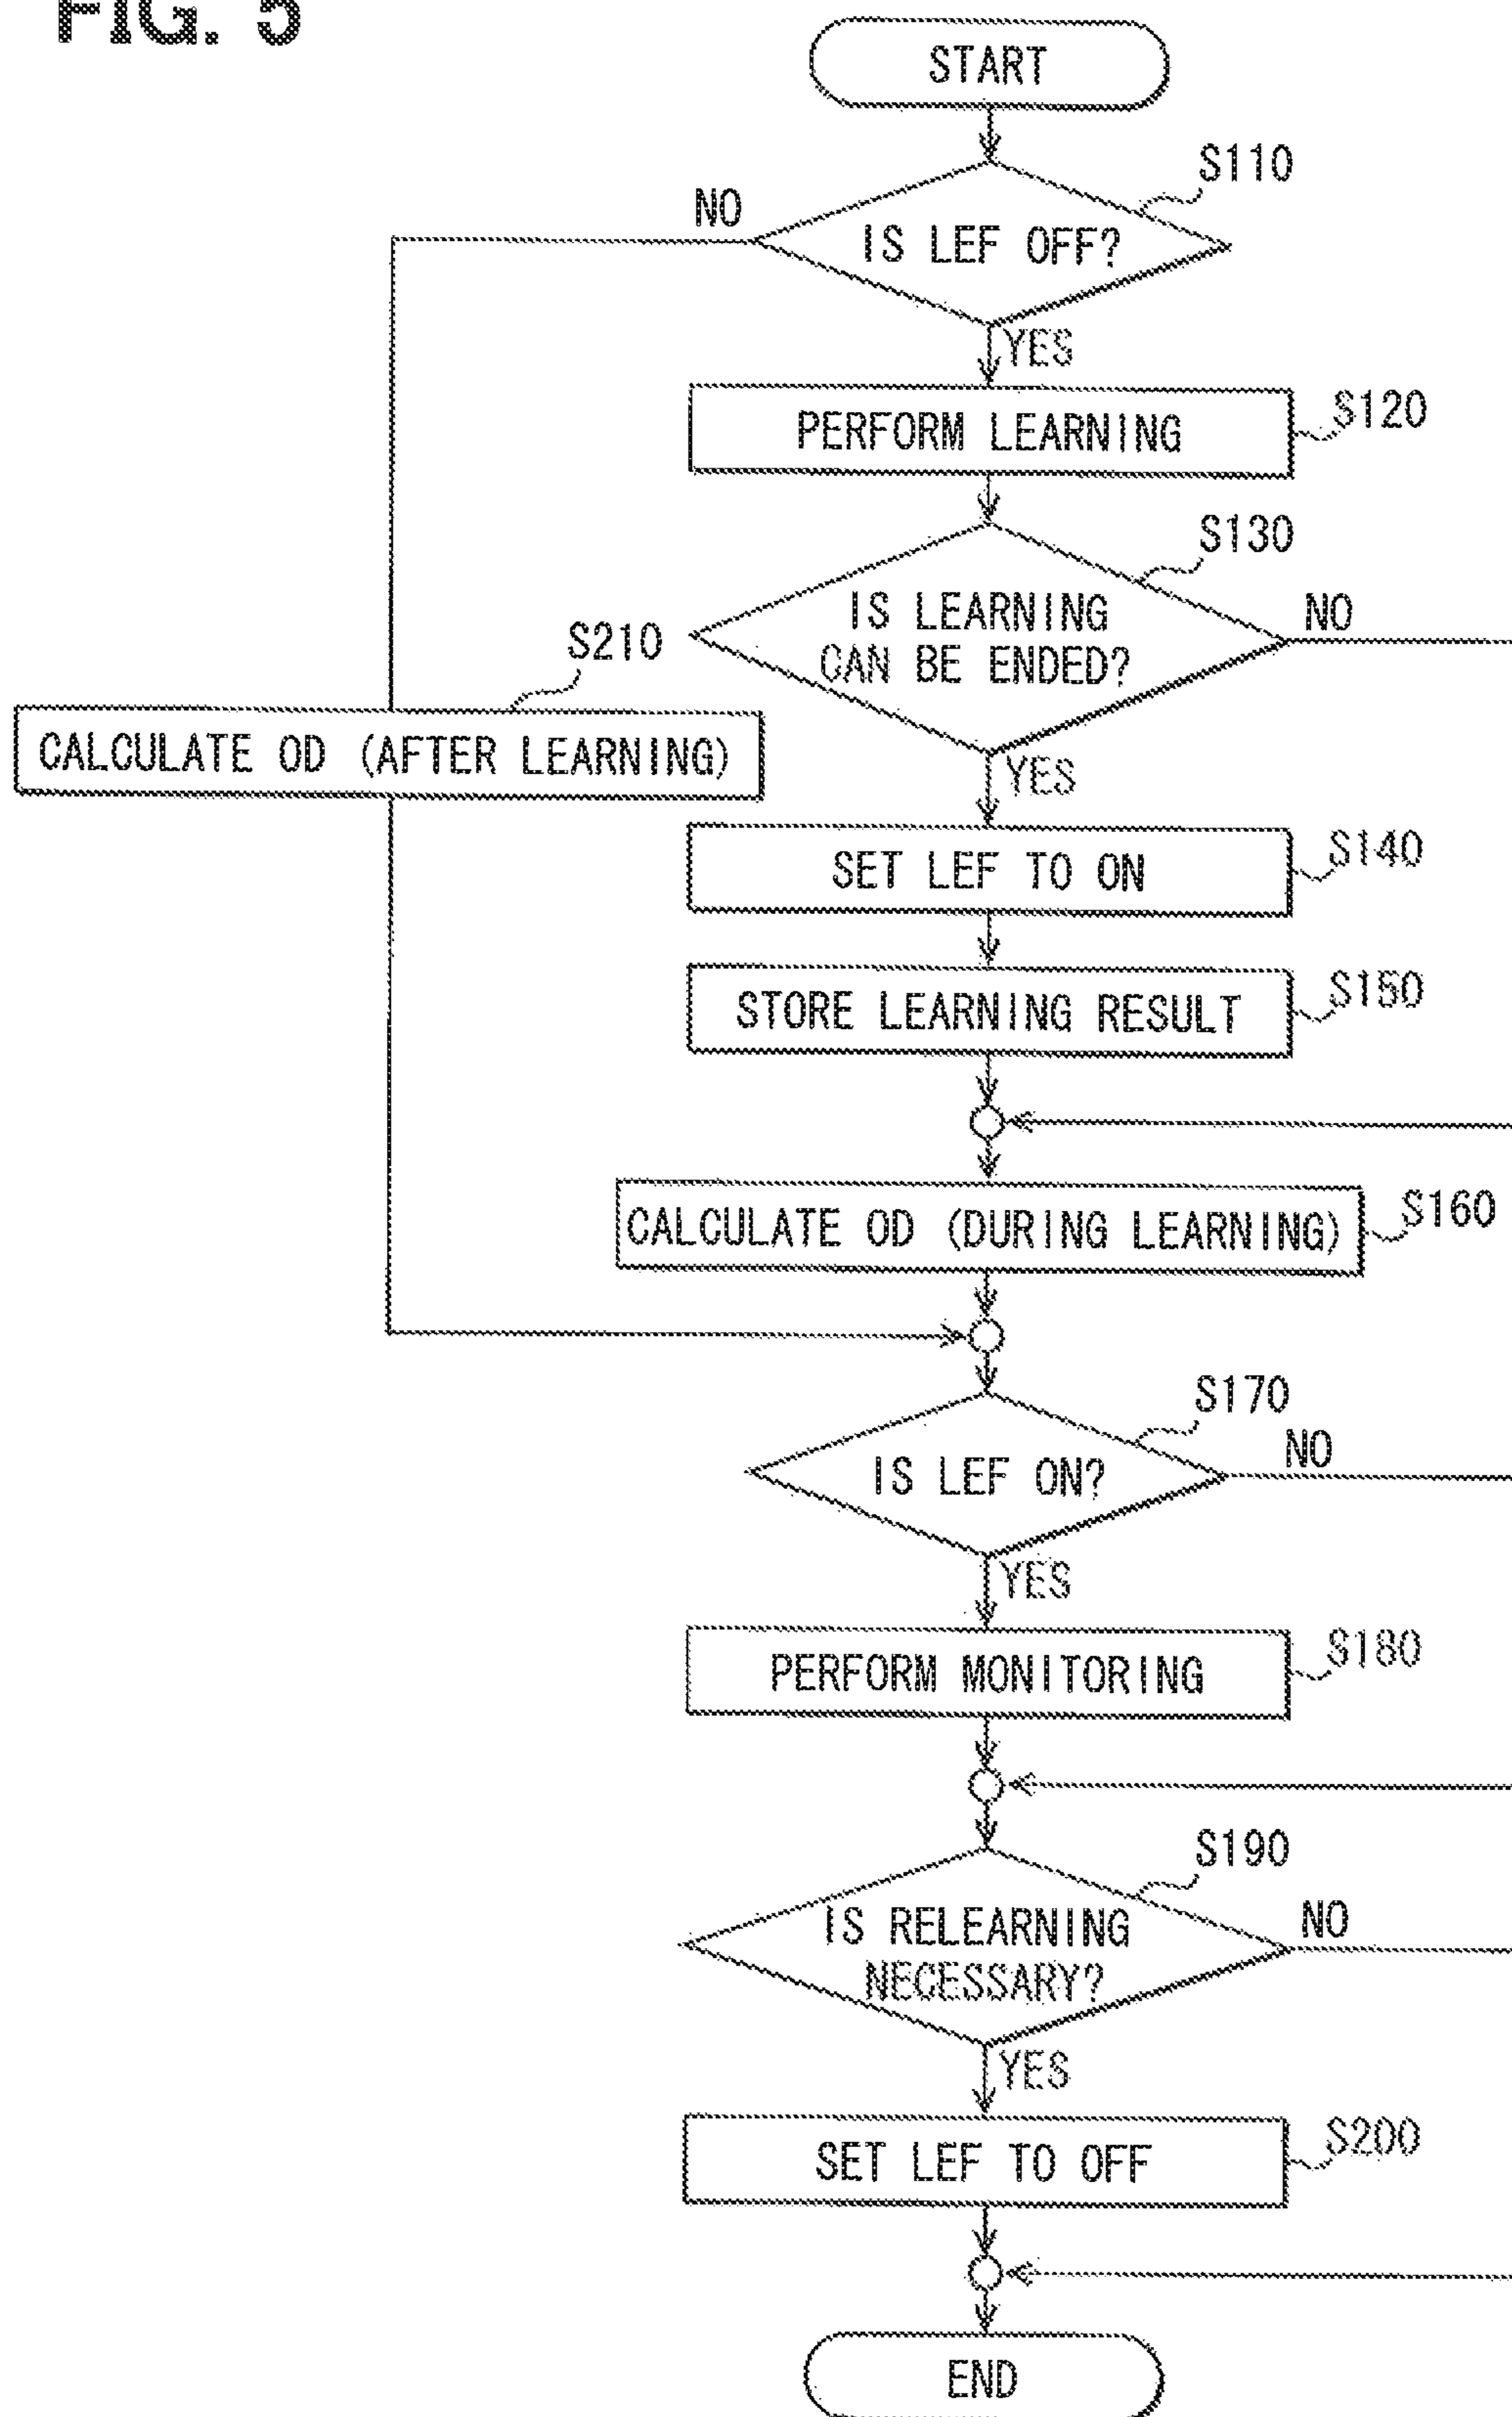 FIG. 5
START
S110
NO
IS LEF OFF?
YES
PERFORM LEARNING
S120
S130
IS LEARNING
CAN BE ENDED?
NO
S210
CALCULATE OD (AFTER LEARNING)
YES
SET LEF TO ON
S140
STORE LEARNING RESULT
S150
CALCULATE OD (DURING LEARNING)
S160
S170
IS LEF ON?
NO
YES
PERFORM MONITORING
S180
S190
IS RELEARNING
NECESSARY?
NO
YES
SET LEF TO OFF
S200
END